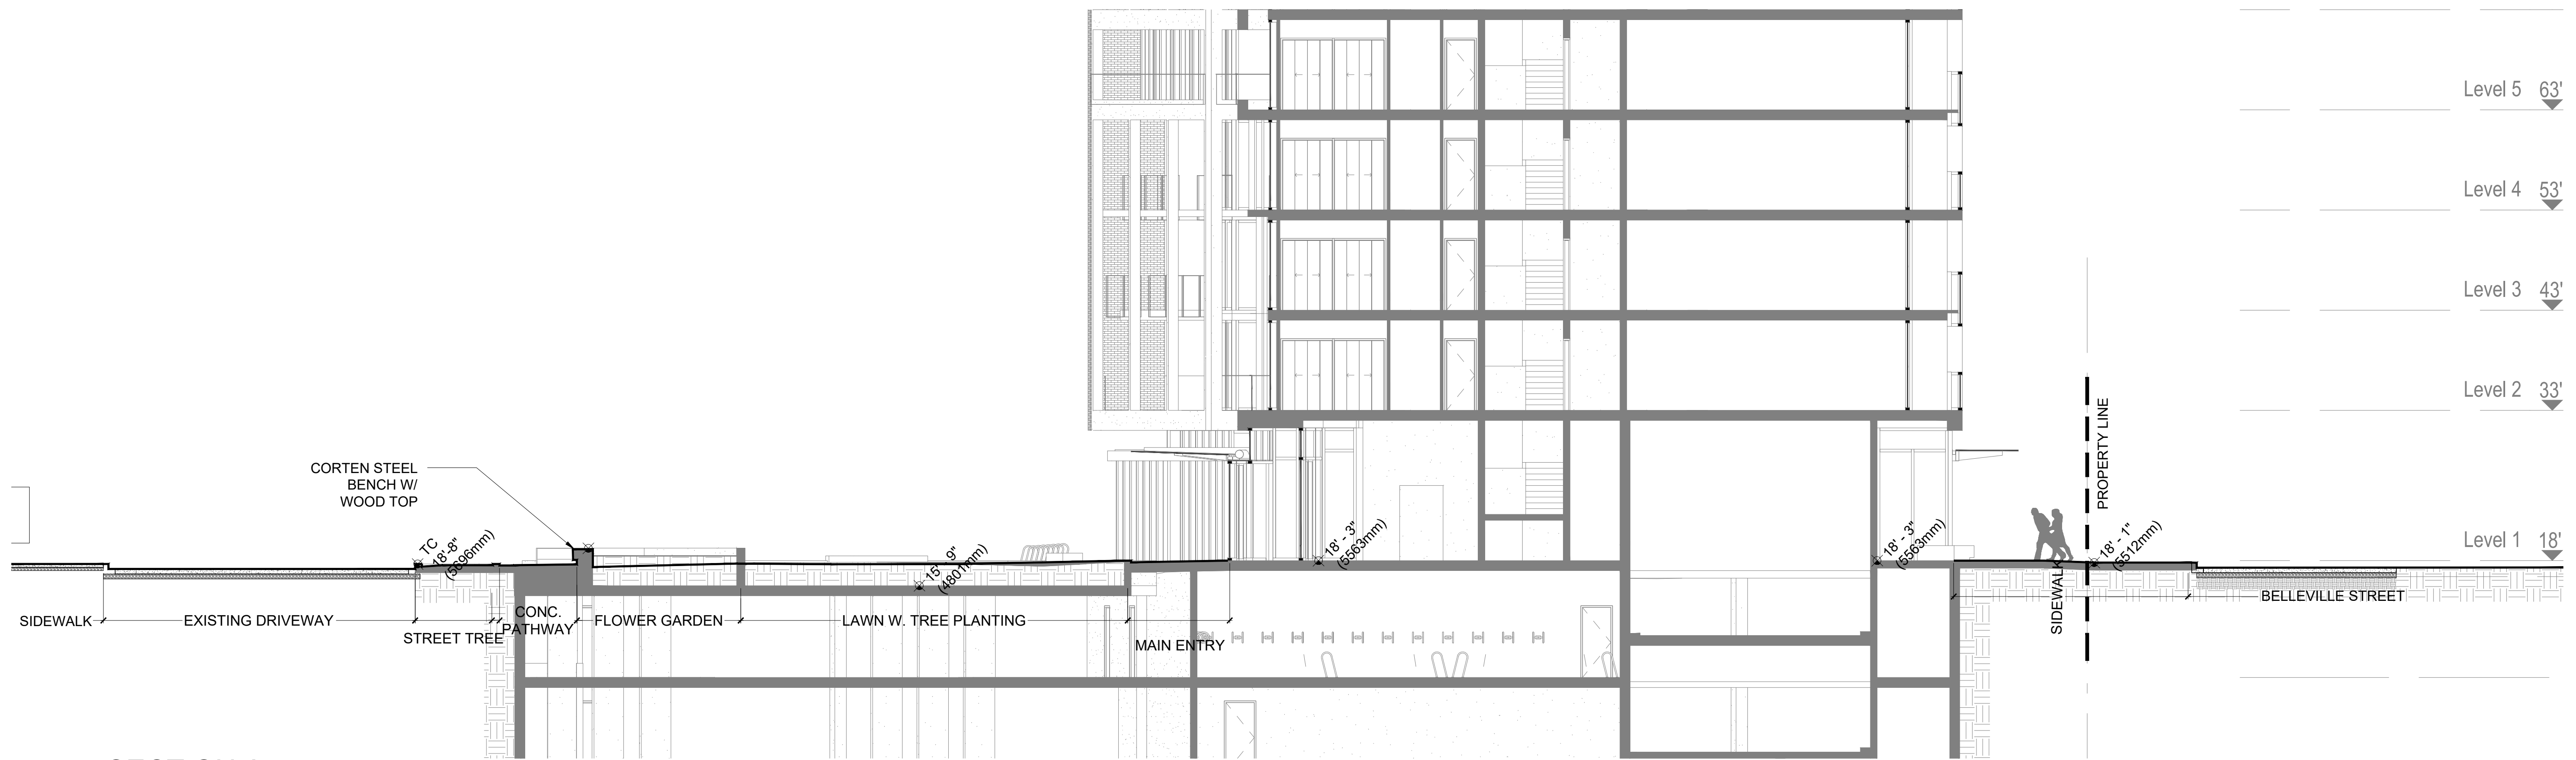 Level 5 63'
Level 4 53'
Level 3 43'
Level 2 33'
Level 1 18'
CORTEN STEEL
BENCH W/
WOOD TOP
PROPERTY LINE
TC
18'-8"
(5696mm)
15' - 9"
(4801mm)
18' - 3"
(5563mm)
18' - 3"
(5563mm)
18' - 1"
(5512mm)
SIDEWALK
EXISTING DRIVEWAY
STREET TREE
CONC.
PATHWAY
FLOWER GARDEN
LAWN W. TREE PLANTING
MAIN ENTRY
SIDEWALK
BELLEVILLE STREET